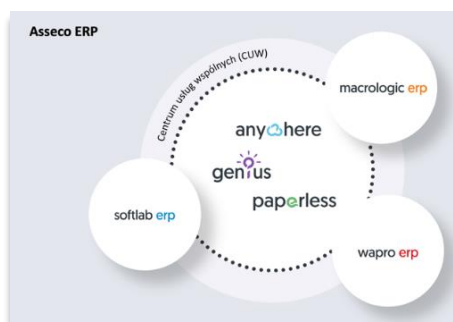 Asseco ERP
Centrum usług wspólnych (CUW)
macrologic erp
anywhere
genius
paperless
softlab erp
wapro erp